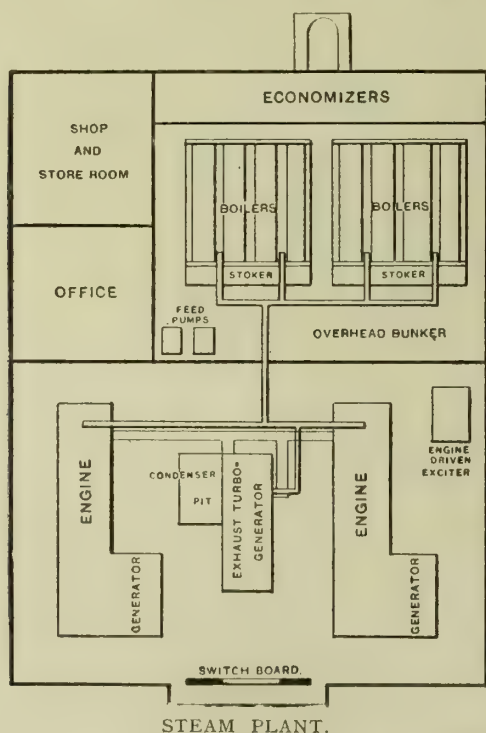 ECONOMIZERS
SHOP
AND
STORE ROOM
BOILERS
BOILERS
STOKER
STOKER
OFFICE
FEED
PUMPS
OVERHEAD BUNKER
ENGINE
CONDENSER
PIT
EXHAUST TURBO-
GENERATOR
ENGINE
ENGINE
DRIVEN
EXCITER
GENERATOR
GENERATOR
SWITCH BOARD.
STEAM PLANT.